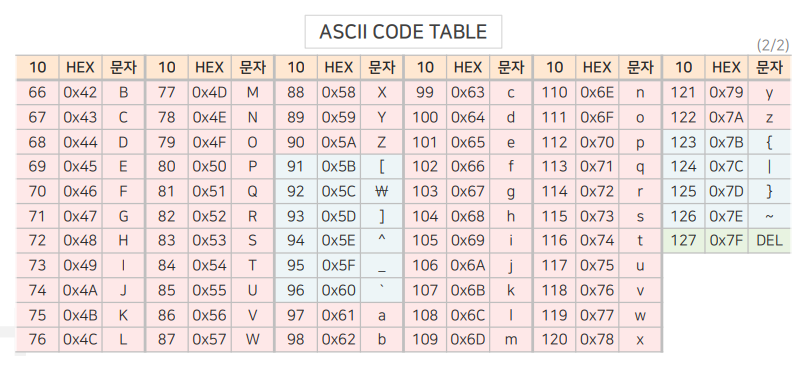 ASCII CODE TABLE
(2/2)
10 HEX 문자 10 HEX 문자 10 HEX 문자 10 HEX 문자 10 HEX 문자 10 HEX 문자
66 0x42 B 77 0x4D M 88 0x58 X 99 0x63 c 110 0x6E n 121 0x79 y
67 0x43 C 78 0x4E N 89 0x59 Y 100 0x64 d 111 0x6F o 122 0x7A z
68 0x44 D 79 0x4F O 90 0x5A Z 101 0x65 e 112 0x70 p 123 0x7B {
69 0x45 E 80 0x50 P 91 0x5B [ 102 0x66 f 113 0x71 q 124 0x7C |
70 0x46 F 81 0x51 Q 92 0x5C ₩ 103 0x67 g 114 0x72 r 125 0x7D }
71 0x47 G 82 0x52 R 93 0x5D ] 104 0x68 h 115 0x73 s 126 0x7E ~
72 0x48 H 83 0x53 S 94 0x5E ^ 105 0x69 i 116 0x74 t 127 0x7F DEL
73 0x49 I 84 0x54 T 95 0x5F _ 106 0x6A j 117 0x75 u
74 0x4A J 85 0x55 U 96 0x60 ` 107 0x6B k 118 0x76 v
75 0x4B K 86 0x56 V 97 0x61 a 108 0x6C l 119 0x77 w
76 0x4C L 87 0x57 W 98 0x62 b 109 0x6D m 120 0x78 x